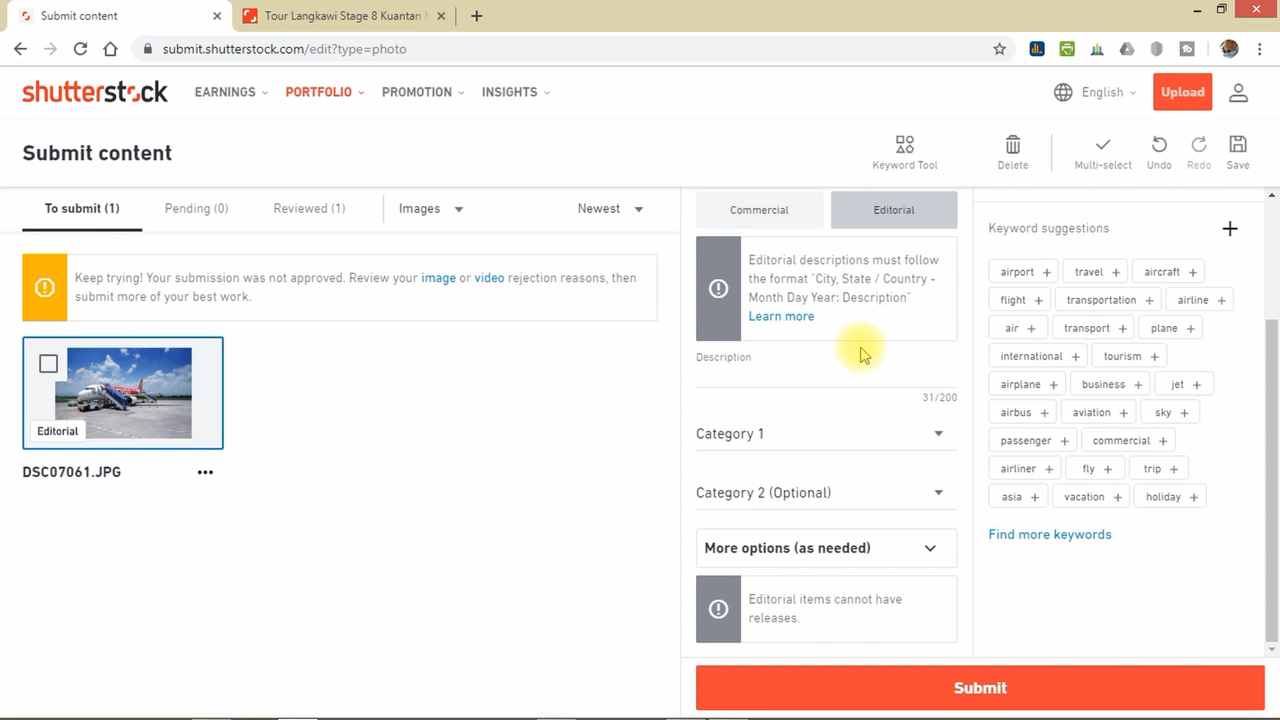 Submit content
Tour Langkawi Stage 8 Kuantan
submit.shutterstock.com/edit?type=photo
shutterstock
EARNINGS
PORTFOLIO
PROMOTION
INSIGHTS
English
Upload
Submit content
Keyword Tool
Delete
Multi-select
Undo
Redo
Save
To submit (1)
Pending (0)
Reviewed (1)
Images
Newest
Keep trying! Your submission was not approved. Review your image or video rejection reasons, then
submit more of your best work.
Editorial
DSC07061.JPG
Commercial
Editorial
Editorial descriptions must follow
the format "City, State / Country -
Month Day Year: Description"
Learn more
Description
31/200
Category 1
Category 2 (Optional)
More options (as needed)
Editorial items cannot have
releases.
Keyword suggestions
airport + travel + aircraft +
flight + transportation + airline +
air + transport + plane +
international + tourism +
airplane + business + jet +
airbus + aviation + sky +
passenger + commercial +
airliner + fly + trip +
asia + vacation + holiday +
Find more keywords
Submit